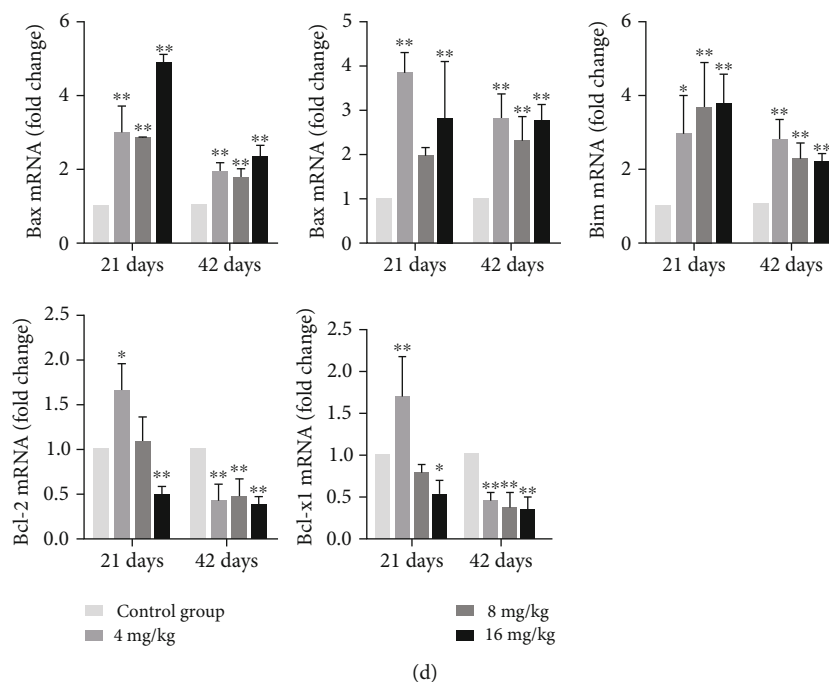 Bax mRNA (fold change)
6
4
2
0
**
**
**
**
**
**
21 days
42 days
Bax mRNA (fold change)
5
4
3
2
1
0
**
**
**
**
**
21 days
42 days
Bim mRNA (fold change)
6
4
2
0
*
**
**
**
**
**
21 days
42 days
Bcl-2 mRNA (fold change)
2.5
2.0
1.5
1.0
0.5
0.0
*
**
**
**
**
21 days
42 days
Bcl-x1 mRNA (fold change)
2.5
2.0
1.5
1.0
0.5
0.0
**
*
**
**
**
21 days
42 days
Control group
4 mg/kg
8 mg/kg
16 mg/kg
(d)